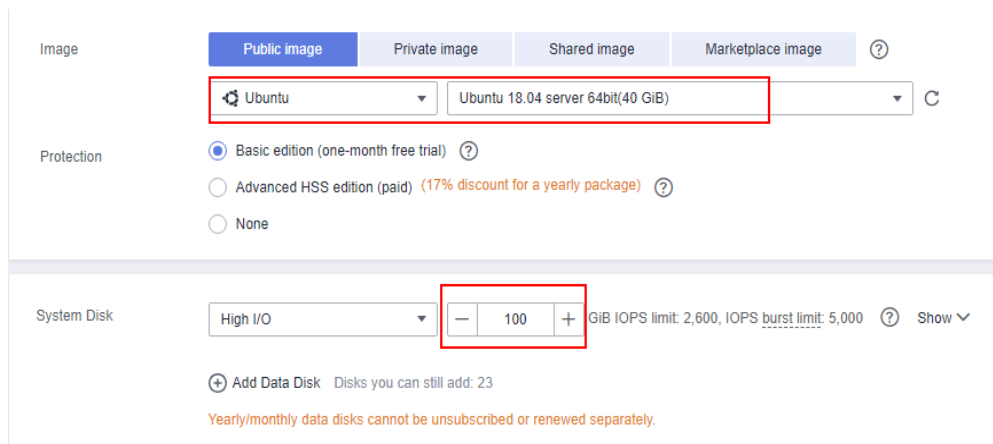 Image Public image Private image Shared image Marketplace image ?
Ubuntu Ubuntu 18.04 server 64bit(40 GiB)
Protection Basic edition (one-month free trial) ?
Advanced HSS edition (paid) (17% discount for a yearly package) ?
None
System Disk High I/O − 100 + GiB IOPS limit: 2,600, IOPS burst limit: 5,000 ? Show
Add Data Disk Disks you can still add: 23
Yearly/monthly data disks cannot be unsubscribed or renewed separately.